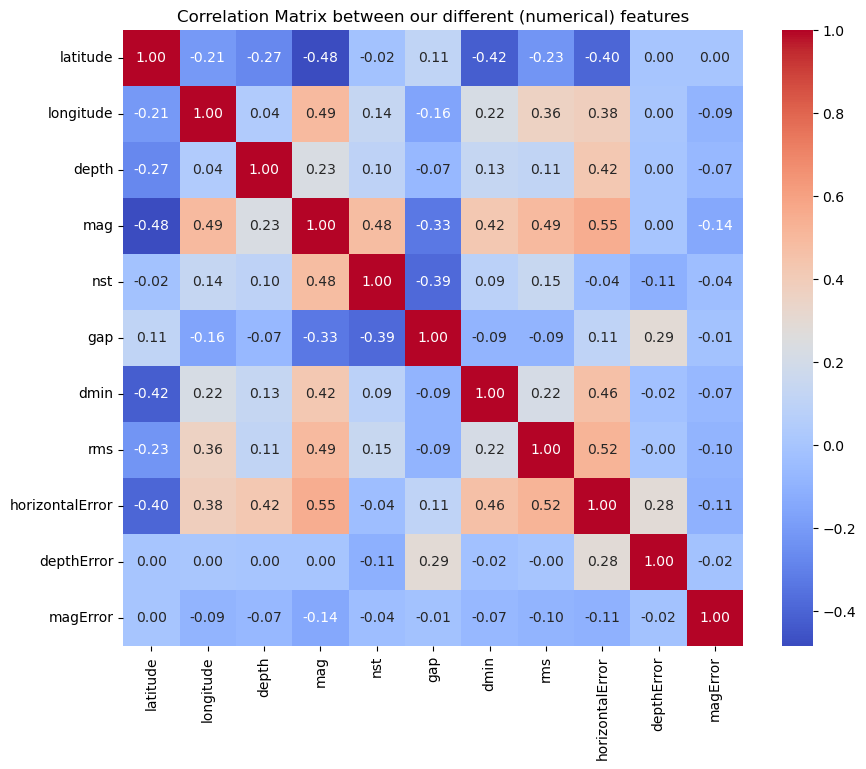 Correlation Matrix between our different (numerical) features
latitude 1.00 -0.21 -0.27 -0.48 -0.02 0.11 -0.42 -0.23 -0.40 0.00 0.00
longitude -0.21 1.00 0.04 0.49 0.14 -0.16 0.22 0.36 0.38 0.00 -0.09
depth -0.27 0.04 1.00 0.23 0.10 -0.07 0.13 0.11 0.42 0.00 -0.07
mag -0.48 0.49 0.23 1.00 0.48 -0.33 0.42 0.49 0.55 0.00 -0.14
nst -0.02 0.14 0.10 0.48 1.00 -0.39 0.09 0.15 -0.04 -0.11 -0.04
gap 0.11 -0.16 -0.07 -0.33 -0.39 1.00 -0.09 -0.09 0.11 0.29 -0.01
dmin -0.42 0.22 0.13 0.42 0.09 -0.09 1.00 0.22 0.46 -0.02 -0.07
rms -0.23 0.36 0.11 0.49 0.15 -0.09 0.22 1.00 0.52 -0.00 -0.10
horizontalError -0.40 0.38 0.42 0.55 -0.04 0.11 0.46 0.52 1.00 0.28 -0.11
depthError 0.00 0.00 0.00 0.00 -0.11 0.29 -0.02 -0.00 0.28 1.00 -0.02
magError 0.00 -0.09 -0.07 -0.14 -0.04 -0.01 -0.07 -0.10 -0.11 -0.02 1.00
latitude longitude depth mag nst gap dmin rms horizontalError depthError magError
1.0
0.8
0.6
0.4
0.2
0.0
−0.2
−0.4